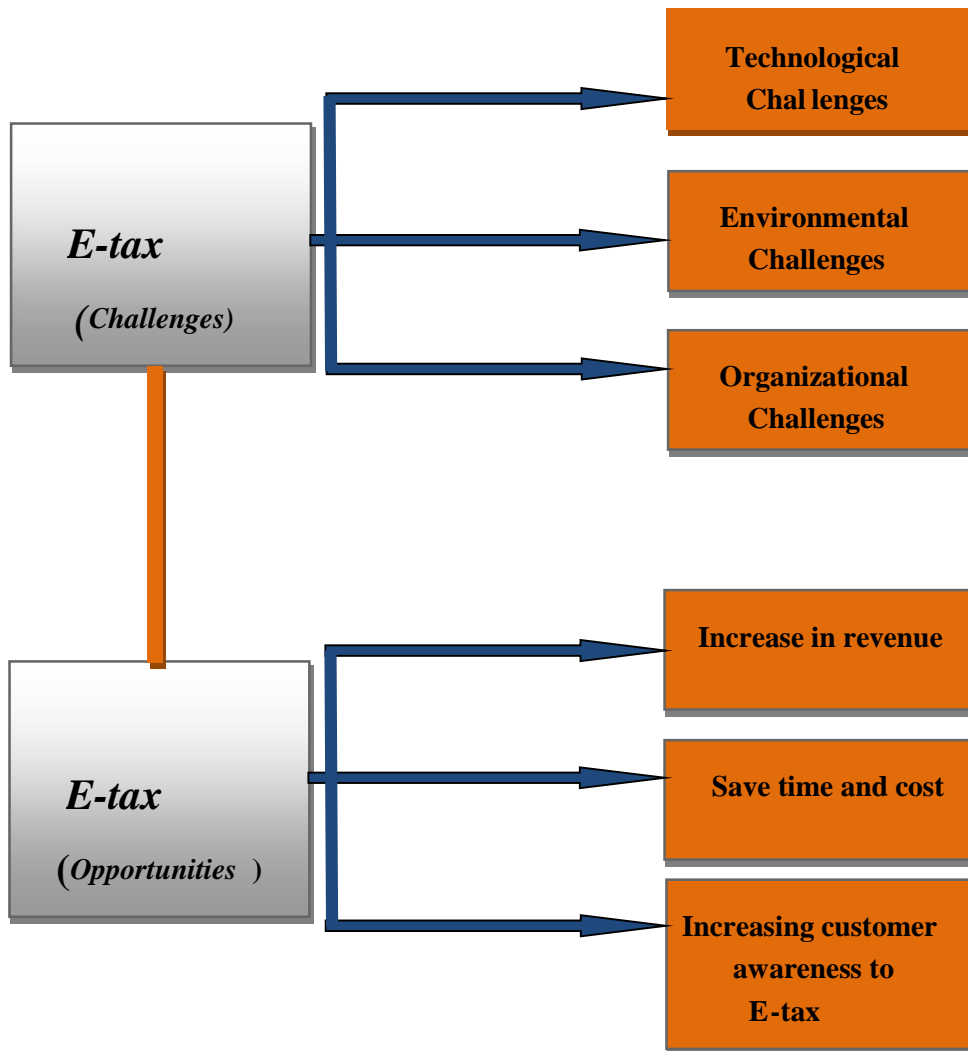 Technological
Chal lenges
E-tax
(Challenges)
Environmental
Challenges
Organizational
Challenges
E-tax
(Opportunities )
Increase in revenue
Save time and cost
Increasing customer
awareness to
E-tax